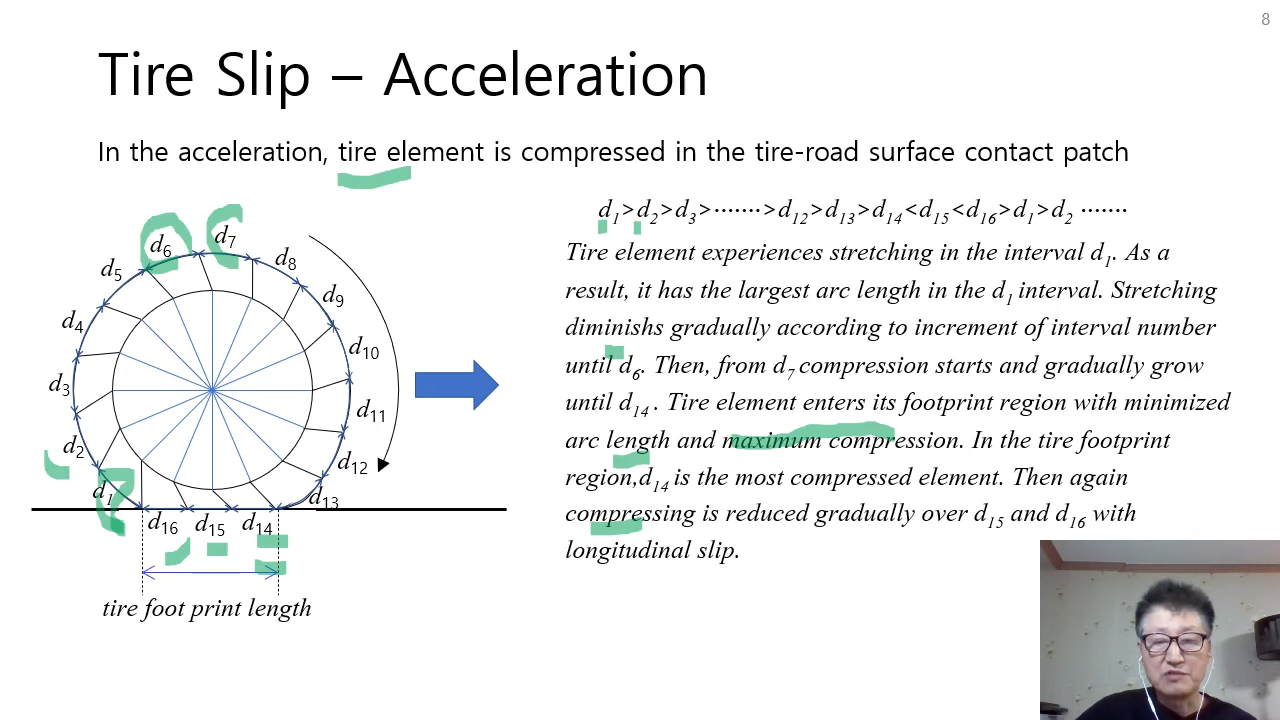 8
Tire Slip – Acceleration
In the acceleration, tire element is compressed in the tire-road surface contact patch
d1>d2>d3>·······>d12>d13>d14<d15<d16>d1>d2 ·······
Tire element experiences stretching in the interval d1. As a
result, it has the largest arc length in the d1 interval. Stretching
diminishs gradually according to increment of interval number
until d6. Then, from d7 compression starts and gradually grow
until d14 . Tire element enters its footprint region with minimized
arc length and maximum compression. In the tire footprint
region,d14 is the most compressed element. Then again
compressing is reduced gradually over d15 and d16 with
longitudinal slip.
d6
d7
d5
d8
d4
d9
d3
d10
d2
d11
d1
d12
d16
d15
d14
d13
tire foot print length